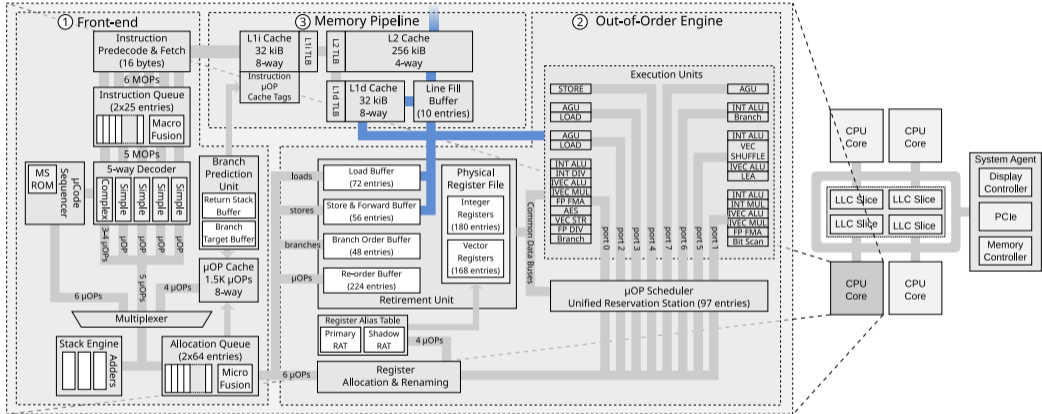 ① Front-end
Instruction
Predecode & Fetch
(16 bytes)
6 MOPs
Instruction Queue
(2x25 entries)
Macro
Fusion
5 MOPs
5-way Decoder
MS
ROM
µCode
Sequencer
Complex
Simple
Simple
Simple
Simple
3-4 µOPs
µOP
µOP
µOP
µOP
Branch
Prediction
Unit
Return Stack
Buffer
Branch
Target Buffer
µOP Cache
1.5K µOPs
8-way
6 µOPs
5 µOPs
4 µOPs
Multiplexer
Stack Engine
Adders
Allocation Queue
(2x64 entries)
Micro
Fusion
6 µOPs
③ Memory Pipeline
L1i Cache
32 kiB
8-way
L1I TLB
Instruction
µOP
Cache Tags
L2 TLB
L2 Cache
256 kiB
4-way
L1d TLB
L1d Cache
32 kiB
8-way
Line Fill
Buffer
(10 entries)
② Out-of-Order Engine
loads
Load Buffer
(72 entries)
stores
Store & Forward Buffer
(56 entries)
branches
Branch Order Buffer
(48 entries)
µOPs
Re-order Buffer
(224 entries)
Physical
Register File
Integer
Registers
(180 entries)
Vector
Registers
(168 entries)
Retirement Unit
Register Alias Table
Primary
RAT
Shadow
RAT
4 µOPs
Register
Allocation & Renaming
Common Data Buses
Execution Units
STORE
AGU
LOAD
AGU
LOAD
INT ALU
INT DIV
IVEC ALU
IVEC MUL
FP FMA
AES
VEC STR
FP DIV
Branch
port 0
port 2
port 3
port 4
port 7
port 6
port 5
port 1
AGU
INT ALU
Branch
INT ALU
VEC
SHUFFLE
IVEC ALU
LEA
INT ALU
INT MUL
IVEC ALU
IVEC MUL
FP FMA
Bit Scan
µOP Scheduler
Unified Reservation Station (97 entries)
CPU
Core
CPU
Core
LLC Slice
LLC Slice
LLC Slice
LLC Slice
CPU
Core
CPU
Core
System Agent
Display
Controller
PCIe
Memory
Controller